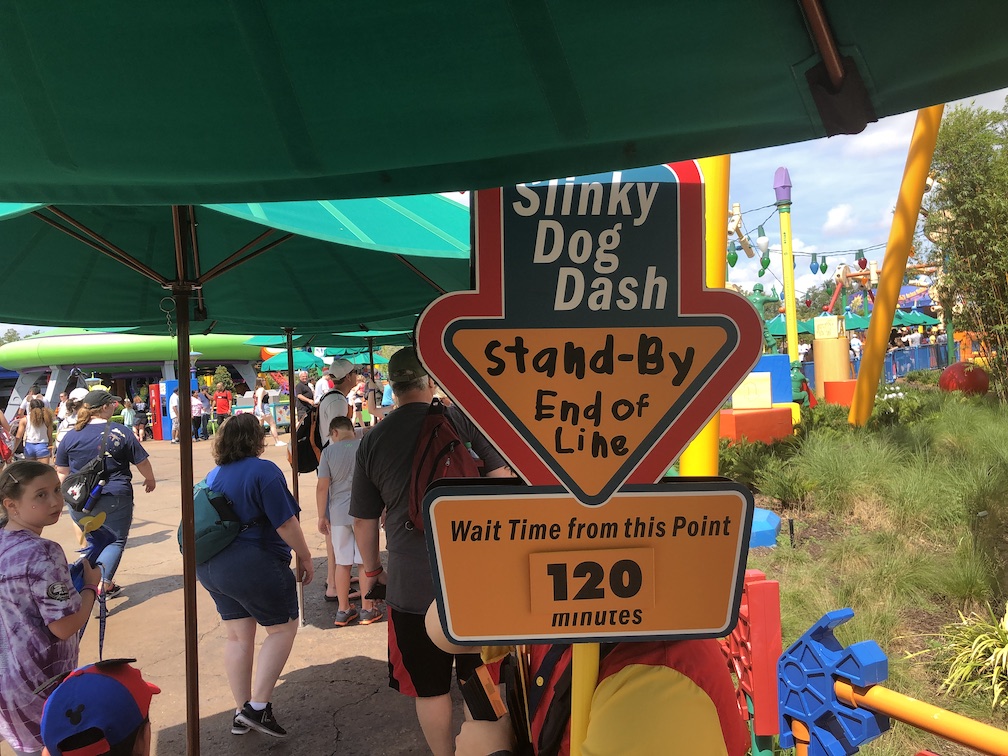 Slinky
Dog
Dash
Stand-By
End of
Line
Wait Time from this Point
120
minutes